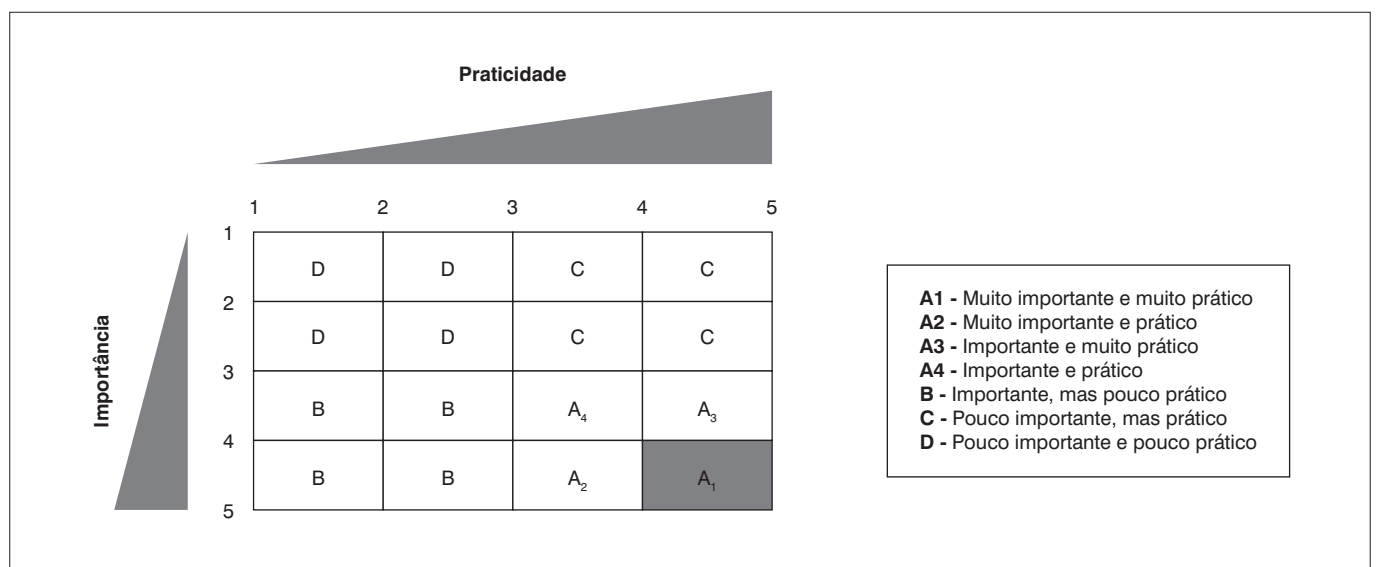 Praticidade
1 2 3 4 5
1
D D C C
2
D D C C
3
B B A₄ A₃
4
B B A₂ A₁
5
Importância
A1 - Muito importante e muito prático
A2 - Muito importante e prático
A3 - Importante e muito prático
A4 - Importante e prático
B - Importante, mas pouco prático
C - Pouco importante, mas prático
D - Pouco importante e pouco prático